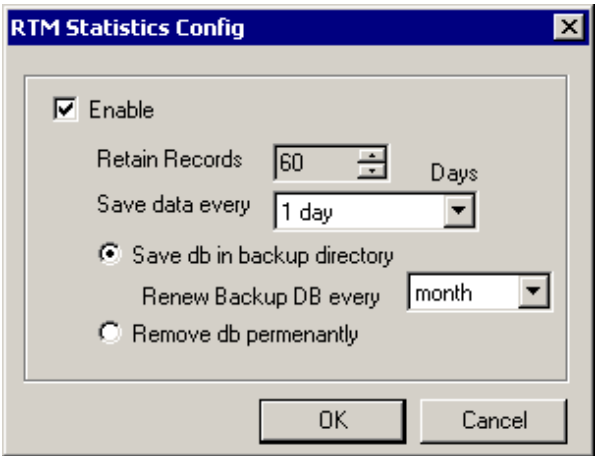 RTM Statistics Config
Enable
Retain Records 60 Days
Save data every 1 day
Save db in backup directory
Renew Backup DB every month
Remove db permenantly
OK Cancel